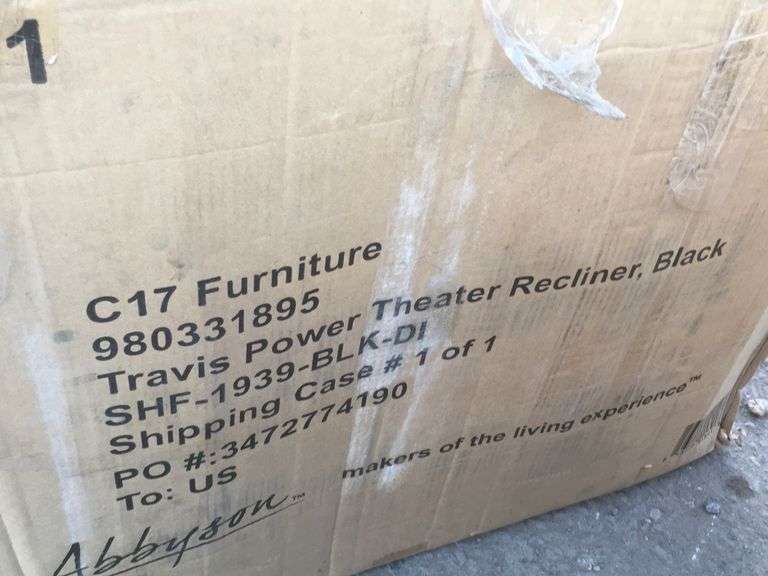 1
C17 Furniture
980331895
Travis Power Theater Recliner, Black
SHF-1939-BLK-DI
Shipping Case # 1 of 1
PO #:3472774190
To: US
Abbyson™
makers of the living experience™